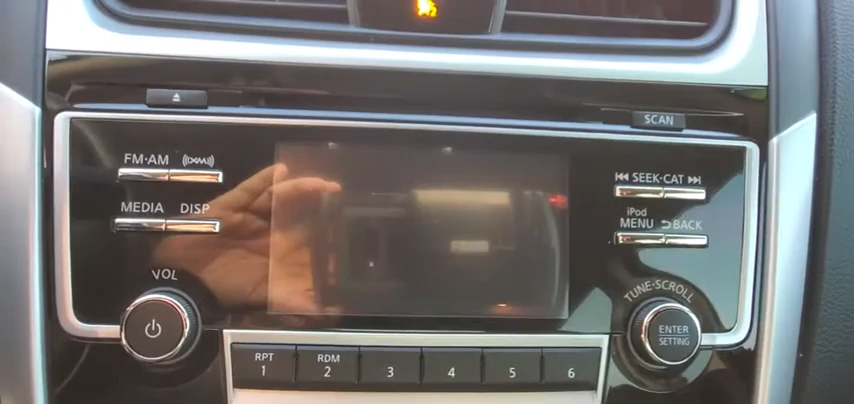 SCAN
FM·AM ((XM))
SEEK·CAT
MEDIA DISP
iPod
MENU BACK
VOL
TUNE·SCROLL
ENTER
SETTING
RPT RDM
1 2 3 4 5 6